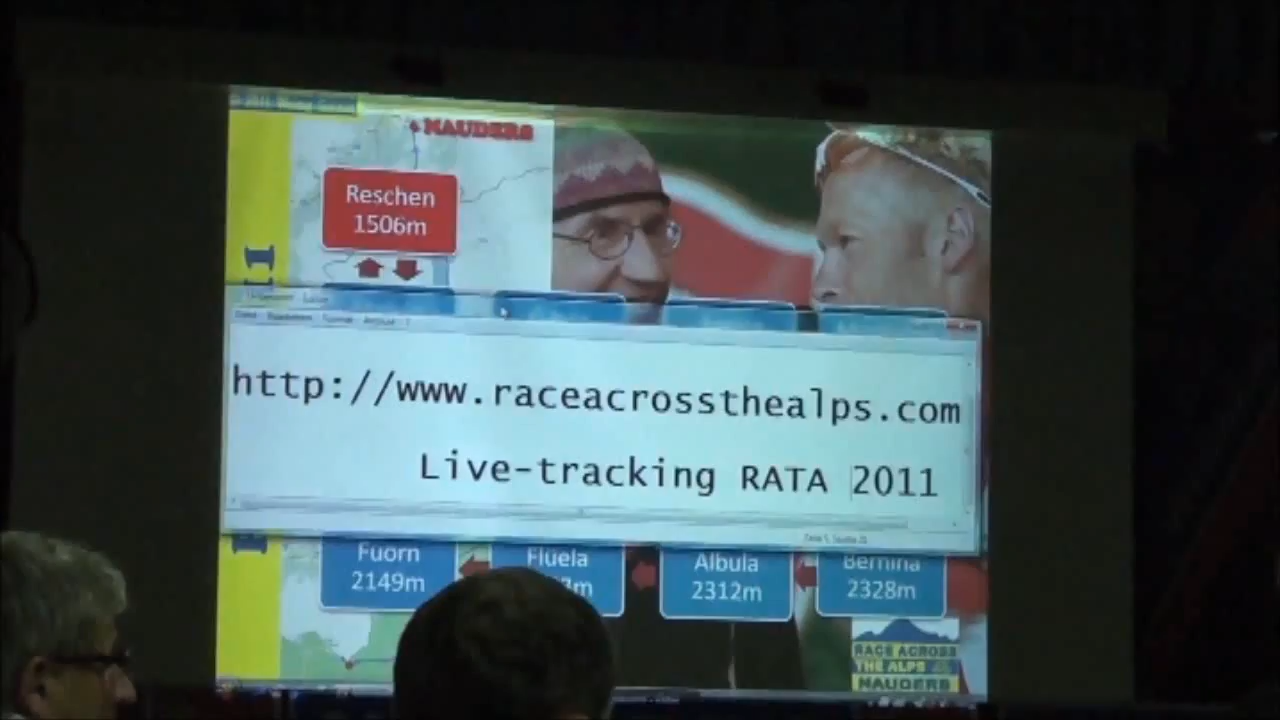 NAUDERS
Reschen
1506m
http://www.raceacrossthealps.com
Live-tracking RATA 2011
Fuorn
2149m
Flüela
Albula
2312m
Bernina
2328m
RACE ACROSS
THE ALPS
NAUDERS